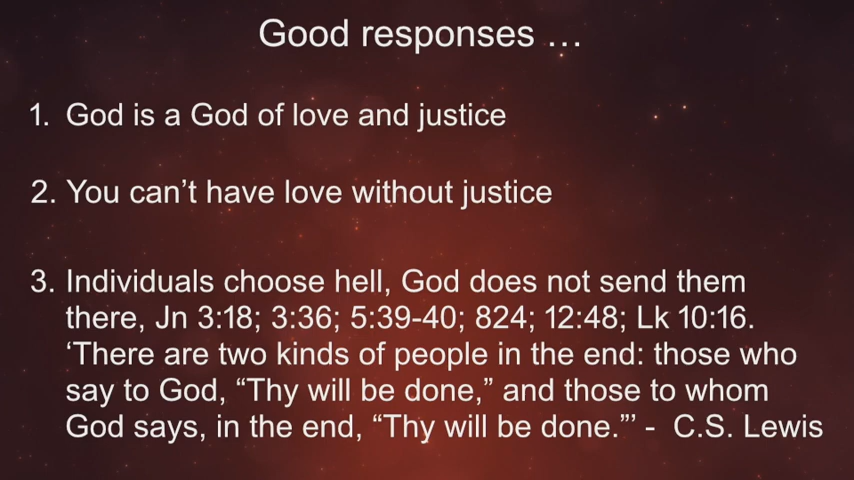 Good responses …
1. God is a God of love and justice
2. You can’t have love without justice
3. Individuals choose hell, God does not send them
there, Jn 3:18; 3:36; 5:39-40; 824; 12:48; Lk 10:16.
‘There are two kinds of people in the end: those who
say to God, “Thy will be done,” and those to whom
God says, in the end, “Thy will be done.”’ - C.S. Lewis